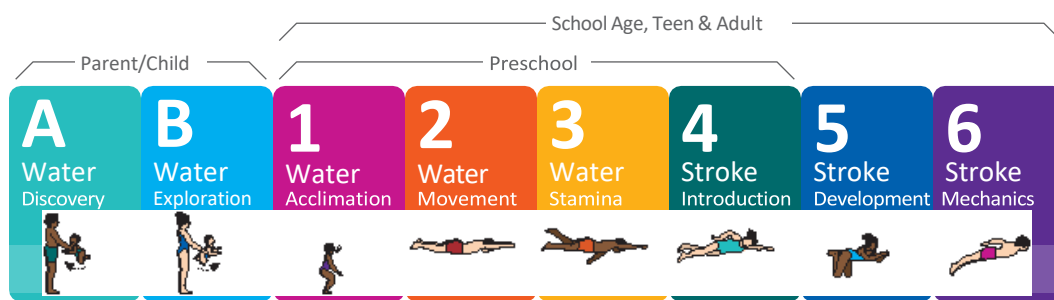 School Age, Teen & Adult
Parent/Child
Preschool
A
Water
Discovery
B
Water
Exploration
1
Water
Acclimation
2
Water
Movement
3
Water
Stamina
4
Stroke
Introduction
5
Stroke
Development
6
Stroke
Mechanics